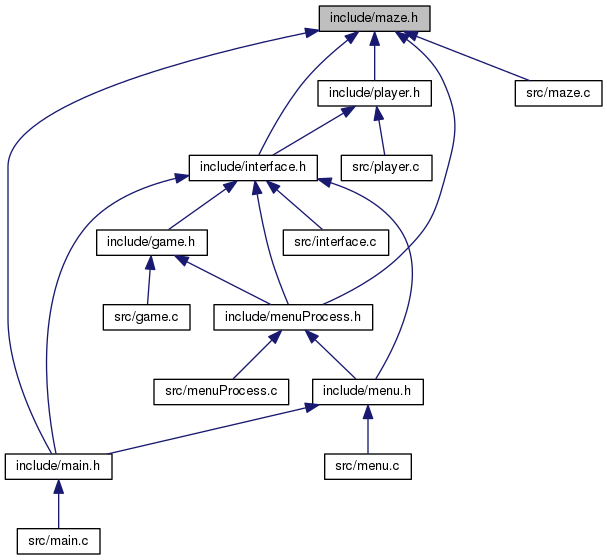 include/maze.h
include/player.h
src/maze.c
include/interface.h
src/player.c
include/game.h
src/interface.c
src/game.c
include/menuProcess.h
src/menuProcess.c
include/menu.h
include/main.h
src/menu.c
src/main.c